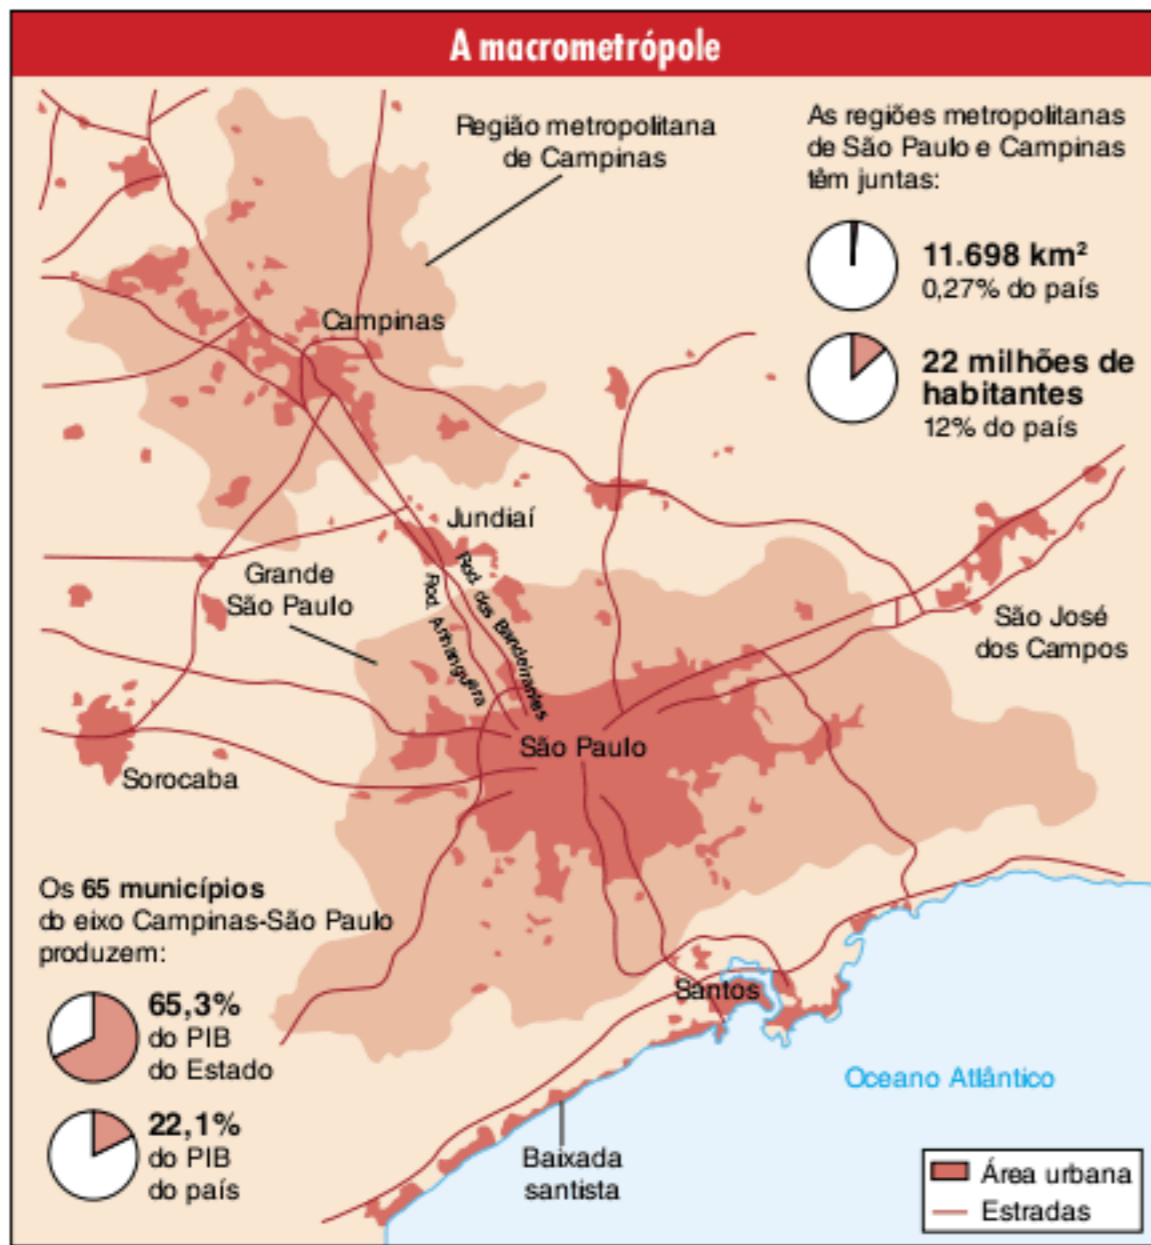 A macrometrópole
Região metropolitana
de Campinas
As regiões metropolitanas
de São Paulo e Campinas
têm juntas:
11.698 km²
0,27% do país
22 milhões de
habitantes
12% do país
Campinas
Jundiaí
Grande
São Paulo
Rod. dos Bandeirantes
Rod. Anhanguera
São José
dos Campos
São Paulo
Sorocaba
Os 65 municípios
do eixo Campinas-São Paulo
produzem:
65,3%
do PIB
do Estado
22,1%
do PIB
do país
Santos
Oceano Atlântico
Baixada
santista
Área urbana
Estradas